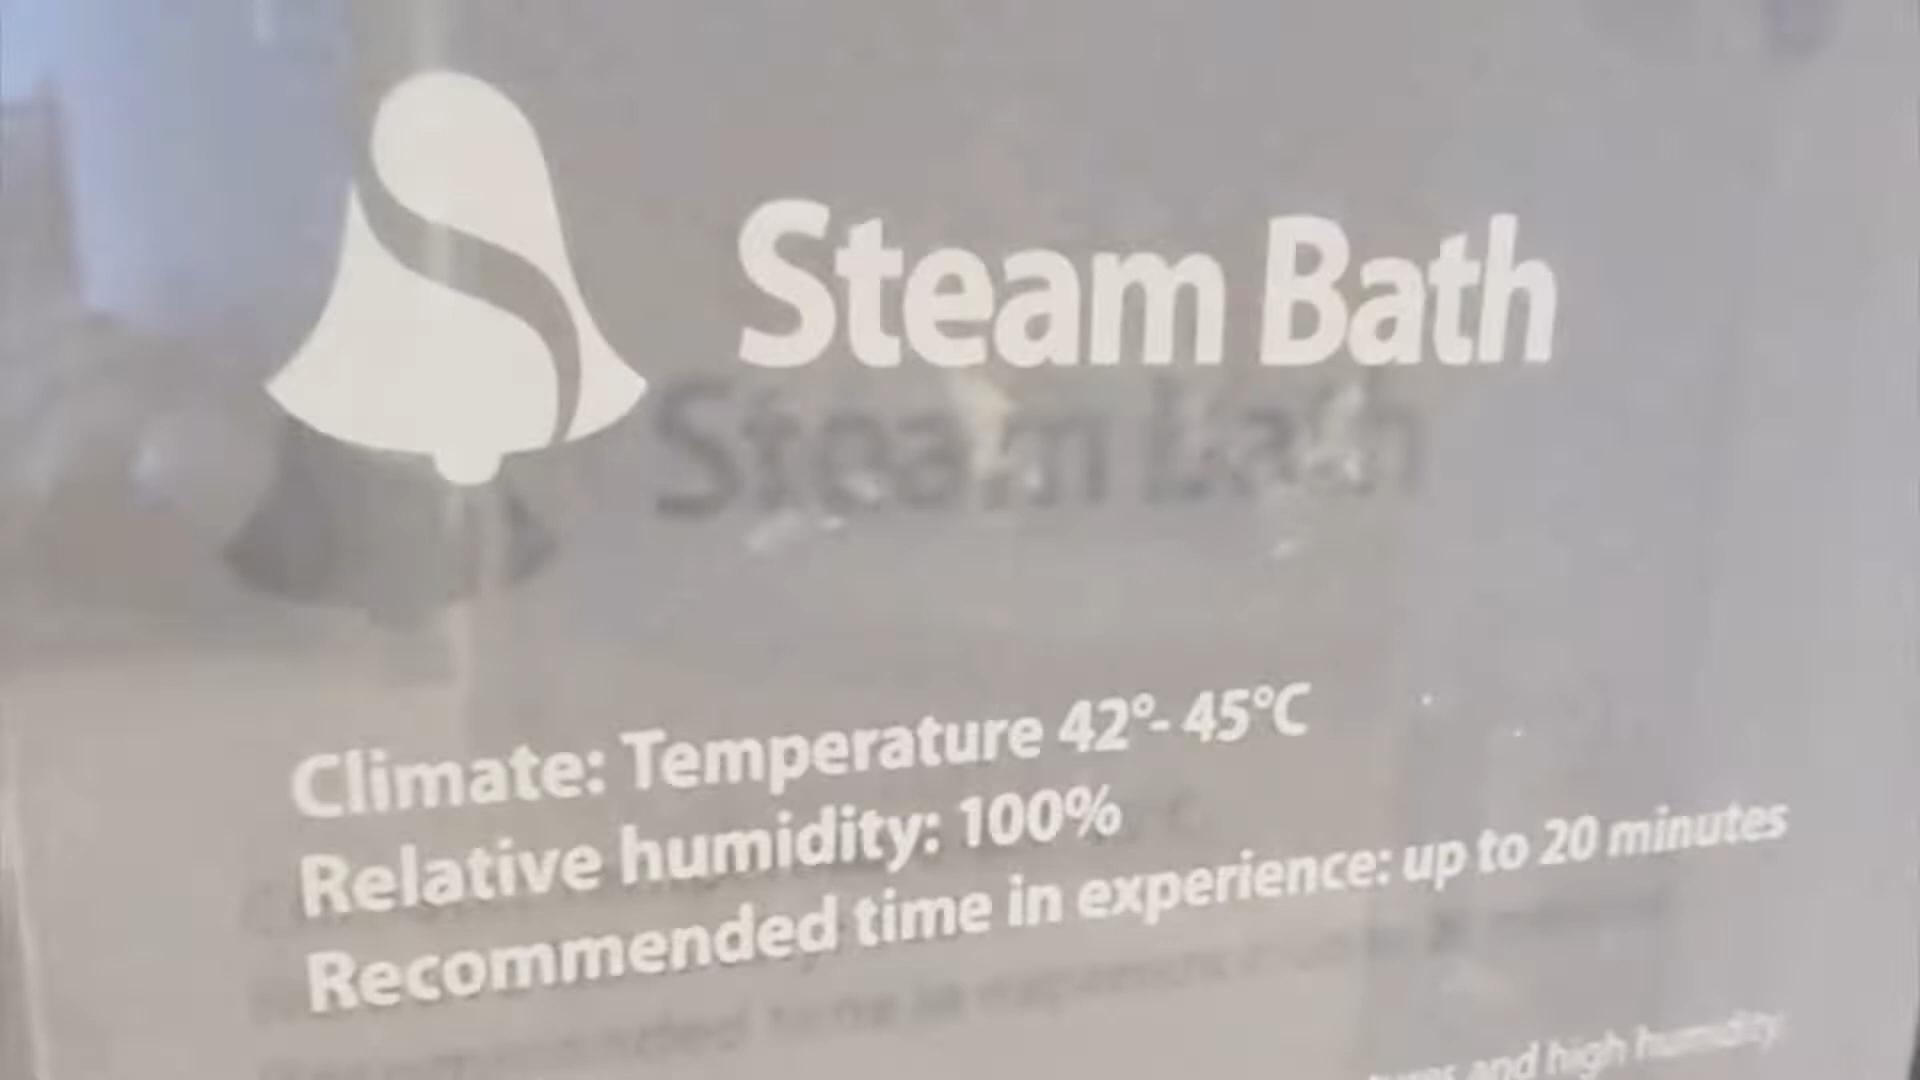 Steam Bath
Climate: Temperature 42°- 45°C
Relative humidity: 100%
Recommended time in experience: up to 20 minutes
and high humidity